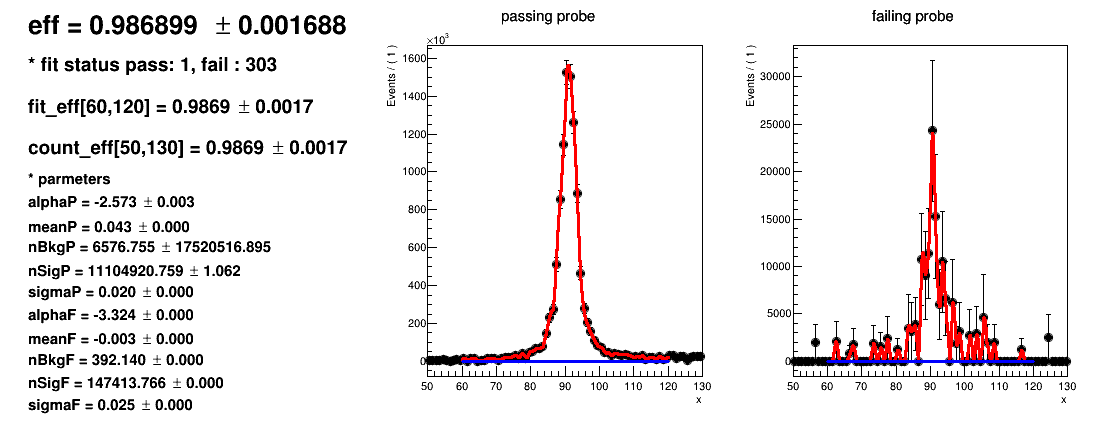 eff = 0.986899 ± 0.001688
* fit status pass: 1, fail : 303
fit_eff[60,120] = 0.9869 ± 0.0017
count_eff[50,130] = 0.9869 ± 0.0017
* parmeters
alphaP = -2.573 ± 0.003
meanP = 0.043 ± 0.000
nBkgP = 6576.755 ± 17520516.895
nSigP = 11104920.759 ± 1.062
sigmaP = 0.020 ± 0.000
alphaF = -3.324 ± 0.000
meanF = -0.003 ± 0.000
nBkgF = 392.140 ± 0.000
nSigF = 147413.766 ± 0.000
sigmaF = 0.025 ± 0.000
passing probe
×10³
Events / ( 1 )
1600
1400
1200
1000
800
600
400
200
0
50 60 70 80 90 100 110 120 130
x
failing probe
Events / ( 1 )
30000
25000
20000
15000
10000
5000
0
50 60 70 80 90 100 110 120 130
x